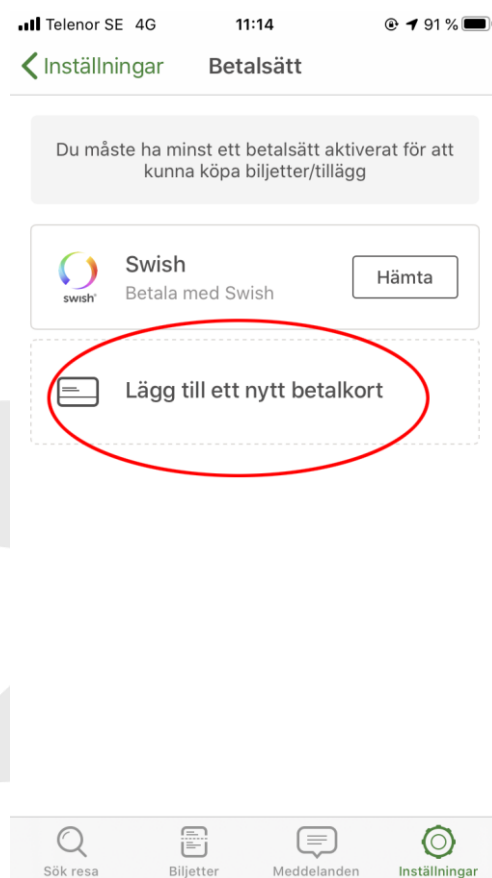 Telenor SE 4G 11:14 91 %
Inställningar Betalsätt
Du måste ha minst ett betalsätt aktiverat för att
kunna köpa biljetter/tillägg
Swish
swish®
Betala med Swish
Hämta
Lägg till ett nytt betalkort
Sök resa Biljetter Meddelanden Inställningar